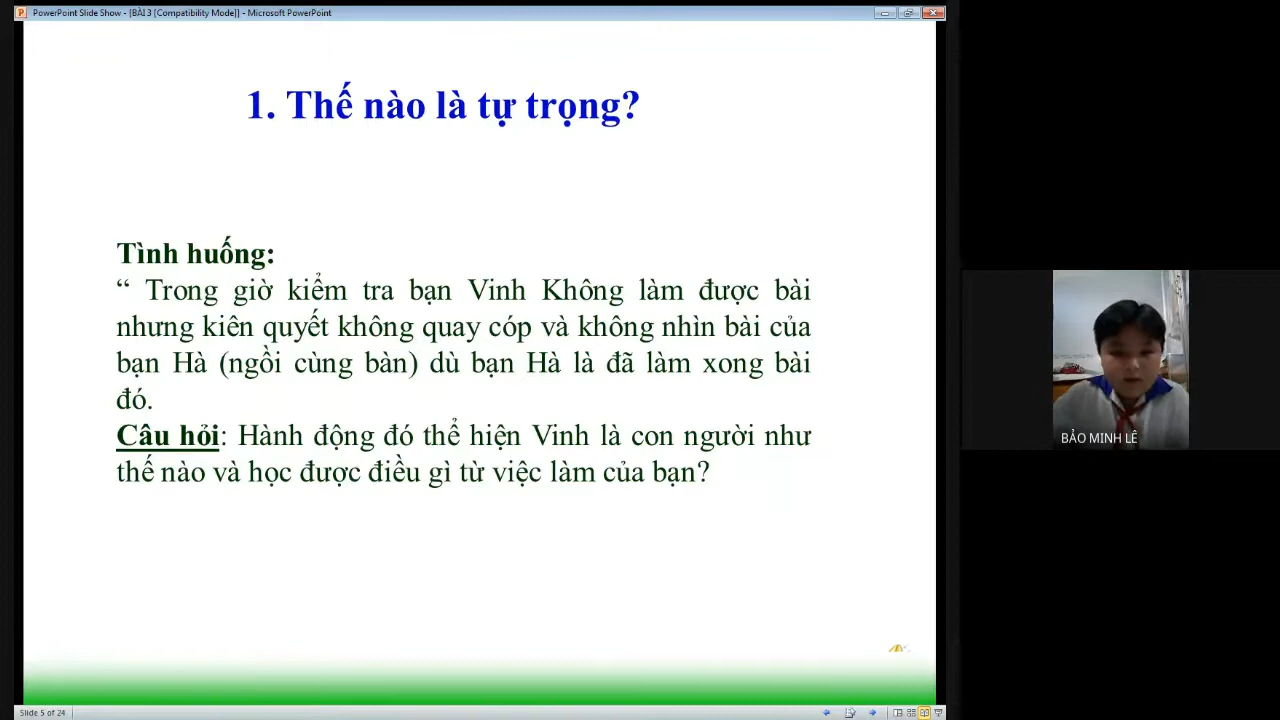 PowerPoint Slide Show - [BÀI 3 [Compatibility Mode]] - Microsoft PowerPoint
1. Thế nào là tự trọng?
Tình huống:
“ Trong giờ kiểm tra bạn Vinh Không làm được bài
nhưng kiên quyết không quay cóp và không nhìn bài của
bạn Hà (ngồi cùng bàn) dù bạn Hà là đã làm xong bài
đó.
Câu hỏi: Hành động đó thể hiện Vinh là con người như
thế nào và học được điều gì từ việc làm của bạn?
BẢO MINH LÊ
Slide 5 of 24